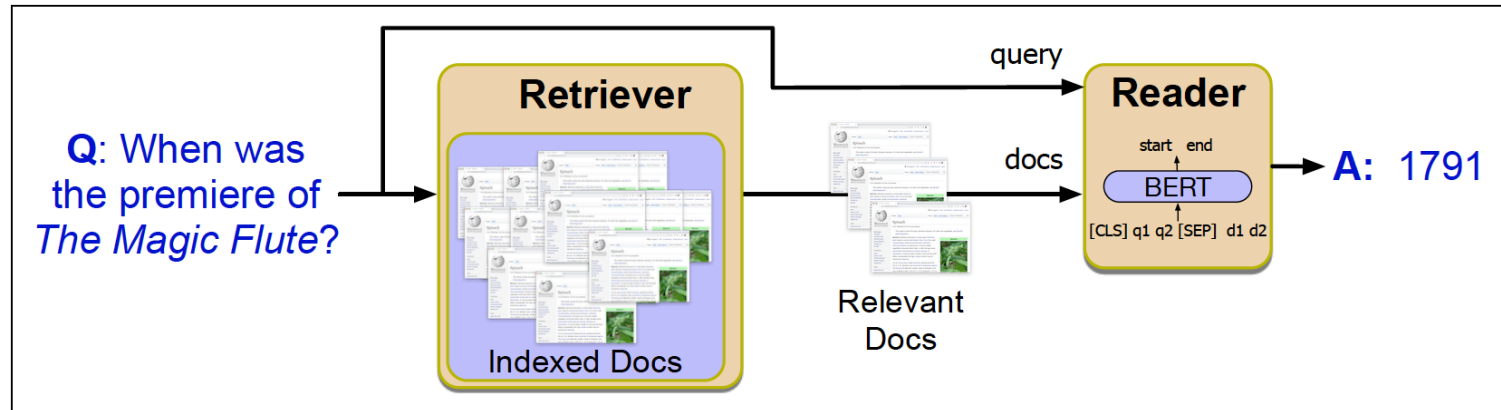 Q: When was
the premiere of
The Magic Flute?
Retriever
Indexed Docs
Relevant
Docs
query
docs
Reader
start end
BERT
[CLS] q1 q2 [SEP] d1 d2
A: 1791